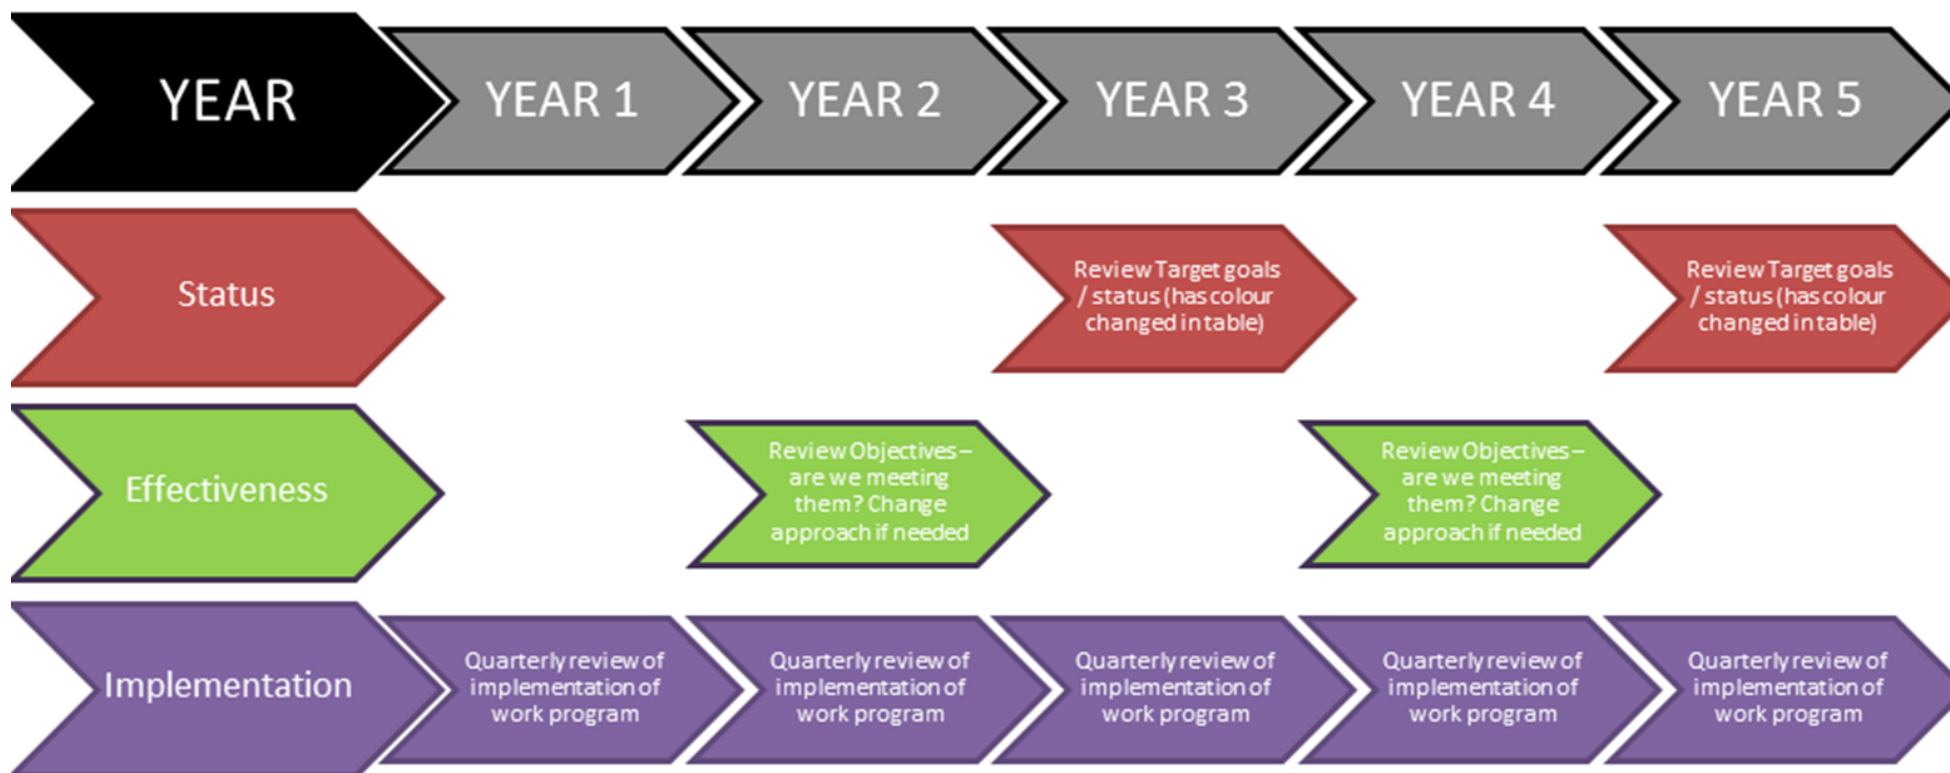 YEAR
YEAR 1
YEAR 2
YEAR 3
YEAR 4
YEAR 5
Status
Review Target goals
/ status (has colour
changed in table)
Review Target goals
/ status (has colour
changed in table)
Effectiveness
Review Objectives –
are we meeting
them? Change
approach if needed
Review Objectives –
are we meeting
them? Change
approach if needed
Implementation
Quarterly review of
implementation of
work program
Quarterly review of
implementation of
work program
Quarterly review of
implementation of
work program
Quarterly review of
implementation of
work program
Quarterly review of
implementation of
work program